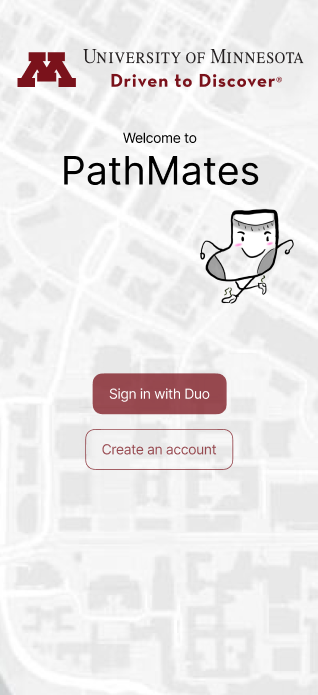 M
UNIVERSITY OF MINNESOTA
Driven to Discover®
Welcome to
PathMates
Sign in with Duo
Create an account